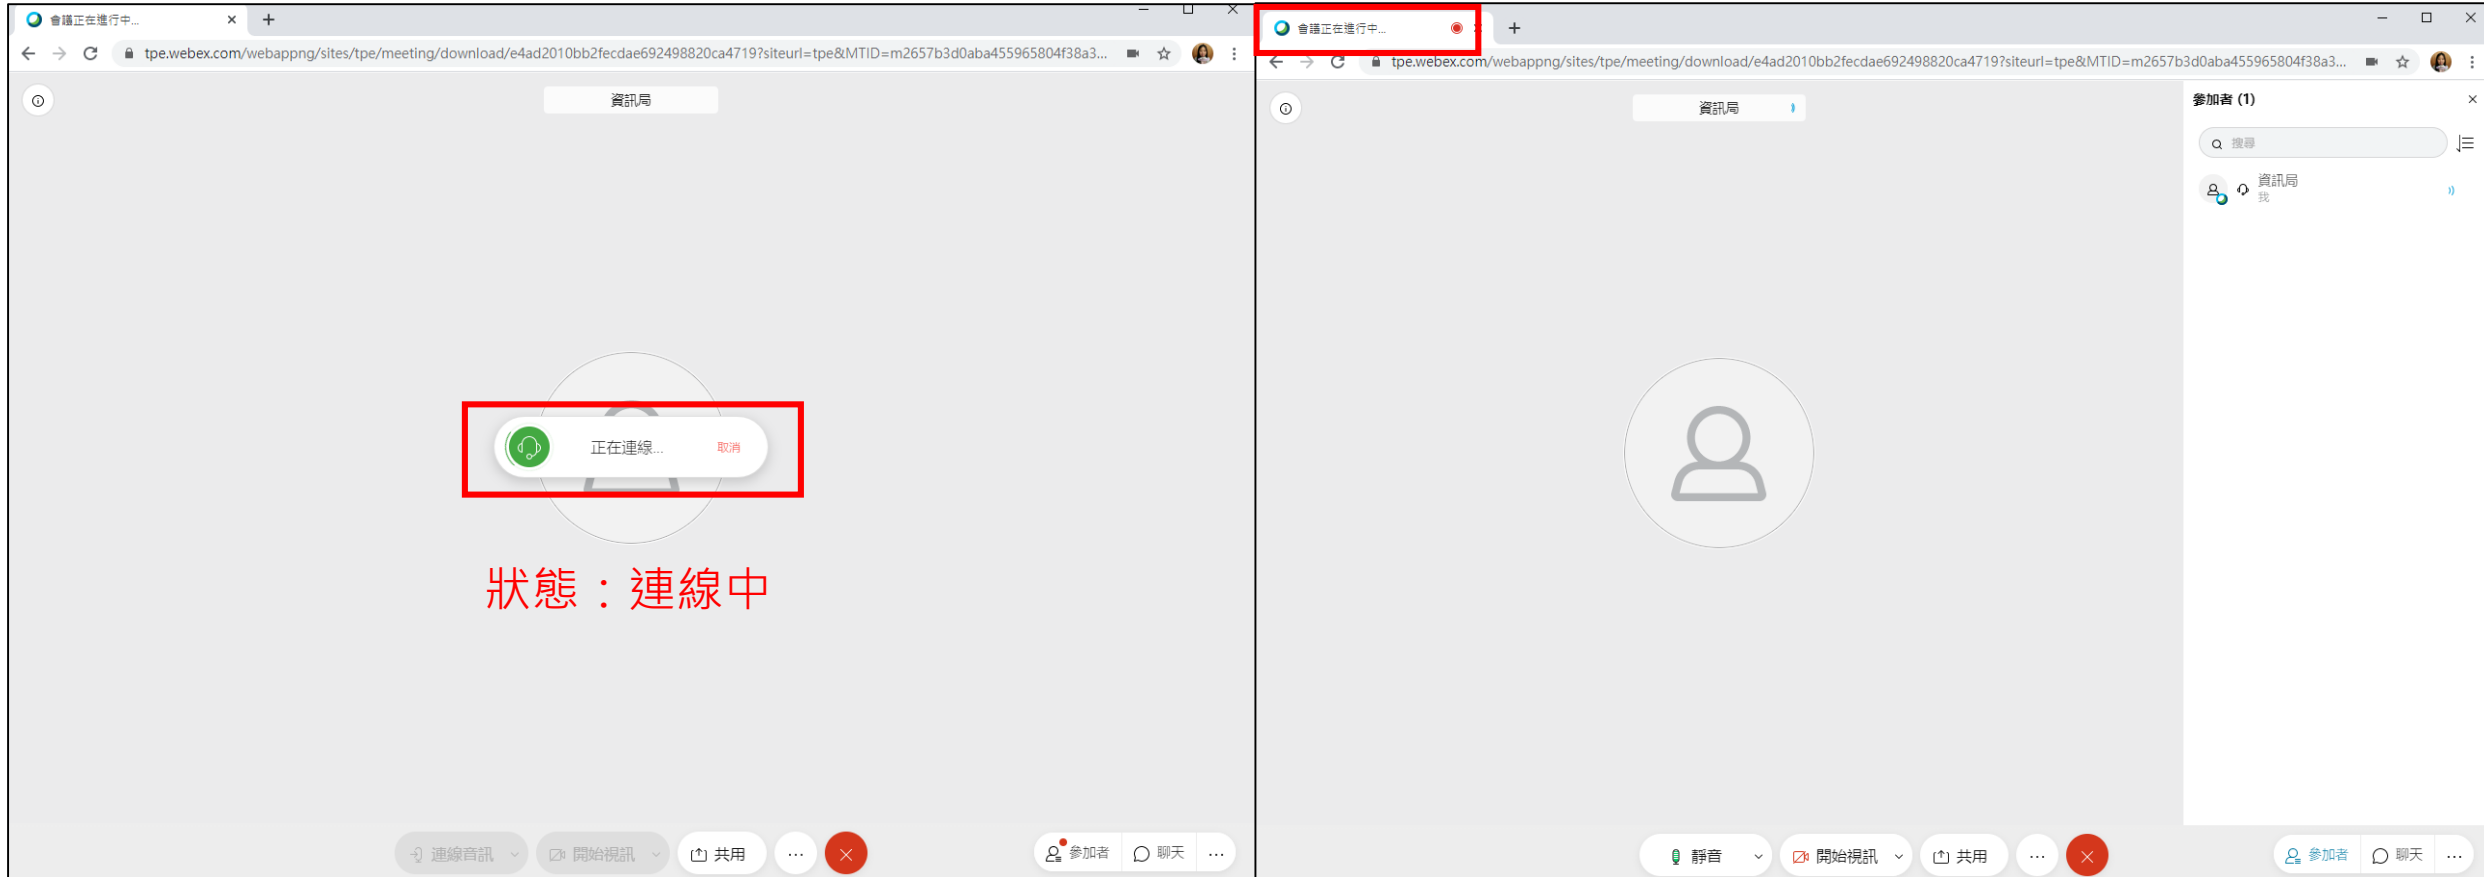 會議正在進行中...
tpe.webex.com/webappng/sites/tpe/meeting/download/e4ad2010bb2fecdae692498820ca4719?siteurl=tpe&MTID=m2657b3d0aba455965804f38a3...
資訊局
正在連線... 取消
狀態：連線中
連線音訊 開始視訊 共用 ... 參加者 聊天 ...
會議正在進行中...
tpe.webex.com/webappng/sites/tpe/meeting/download/e4ad2010bb2fecdae692498820ca4719?siteurl=tpe&MTID=m2657b3d0aba455965804f38a3...
資訊局
參加者 (1)
搜尋
資訊局
我
靜音 開始視訊 共用 ... 參加者 聊天 ...